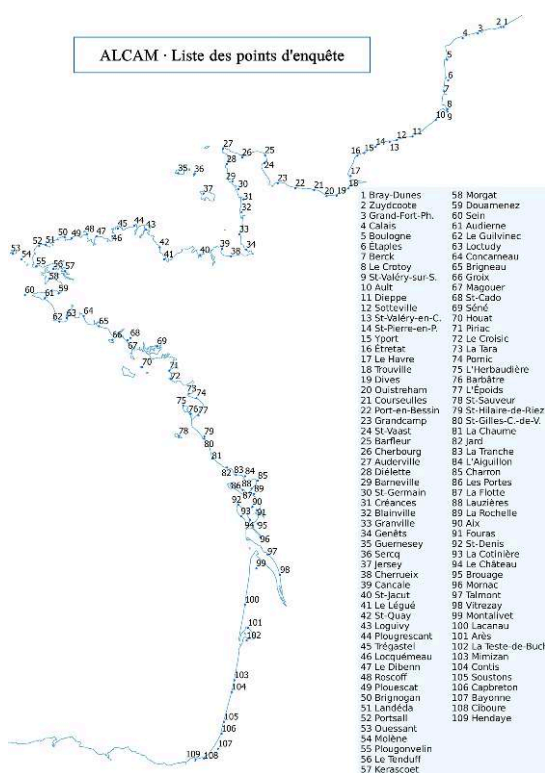 ALCAM · Liste des points d'enquête
1 Bray-Dunes
2 Zuydcoote
3 Grand-Fort-Ph.
4 Calais
5 Boulogne
6 Étaples
7 Berck
8 Le Crotoy
9 St-Valéry-sur-S.
10 Ault
11 Dieppe
12 Sotteville
13 St-Valéry-en-C.
14 St-Pierre-en-P.
15 Yport
16 Étretat
17 Le Havre
18 Trouville
19 Dives
20 Ouistreham
21 Courseulles
22 Port-en-Bessin
23 Grandcamp
24 St-Vaast
25 Barfleur
26 Cherbourg
27 Auderville
28 Diélette
29 Barneville
30 St-Germain
31 Créances
32 Blainville
33 Granville
34 Genêts
35 Guernesey
36 Sercq
37 Jersey
38 Cherrueix
39 Cancale
40 St-Jacut
41 Le Légué
42 St-Quay
43 Loguivy
44 Plougrescant
45 Trégastel
46 Locquémeau
47 Le Dibenn
48 Roscoff
49 Plouescat
50 Brignogan
51 Landéda
52 Portsall
53 Ouessant
54 Molène
55 Plougonvelin
56 Le Tenduff
57 Kerascoet
58 Morgat
59 Douarnenez
60 Sein
61 Audierne
62 Le Guilvinec
63 Loctudy
64 Concarneau
65 Brigneau
66 Groix
67 Magouer
68 St-Cado
69 Séné
70 Houat
71 Piriac
72 Le Croisic
73 La Tara
74 Pornic
75 L'Herbaudière
76 Barbâtre
77 L'Époids
78 St-Sauveur
79 St-Hilaire-de-Riez
80 St-Gilles-C.-de-V.
81 La Chaume
82 Jard
83 La Tranche
84 L'Aiguillon
85 Charron
86 Les Portes
87 La Flotte
88 Lauzières
89 La Rochelle
90 Aix
91 Fouras
92 St-Denis
93 La Cotinière
94 Le Château
95 Brouage
96 Mornac
97 Talmont
98 Vitrezay
99 Montalivet
100 Lacanau
101 Arès
102 La Teste-de-Buch
103 Mimizan
104 Contis
105 Soustons
106 Capbreton
107 Bayonne
108 Ciboure
109 Hendaye